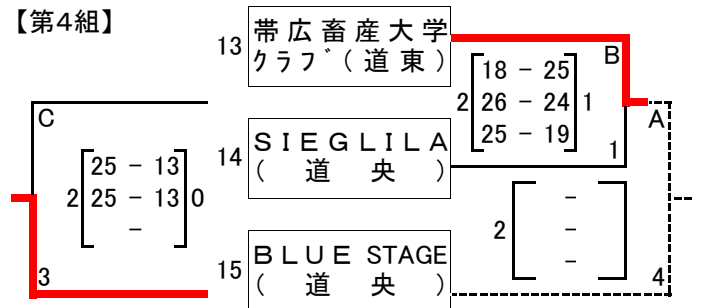 【第4組】
13
帯広畜産大学
ｸﾗﾌﾞ(道東)
B
18 - 25
2 26 - 24 1
25 - 19
A
1
C
25 - 13
2 25 - 13 0
-
3
14
ＳＩＥＧＬＩＬＡ
(道央)
-
2 -
-
4
15
ＢＬＵＥ STAGE
(道央)